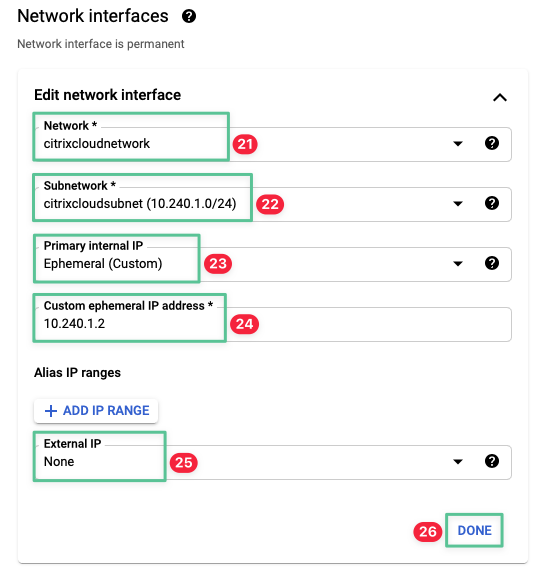 Network interfaces ?
Network interface is permanent
Edit network interface
Network *
citrixcloudnetwork
21
?
Subnetwork *
citrixcloudsubnet (10.240.1.0/24)
22
?
Primary internal IP
Ephemeral (Custom)
23
?
Custom ephemeral IP address *
10.240.1.2
24
Alias IP ranges
+ ADD IP RANGE
External IP
None
25
?
26
DONE